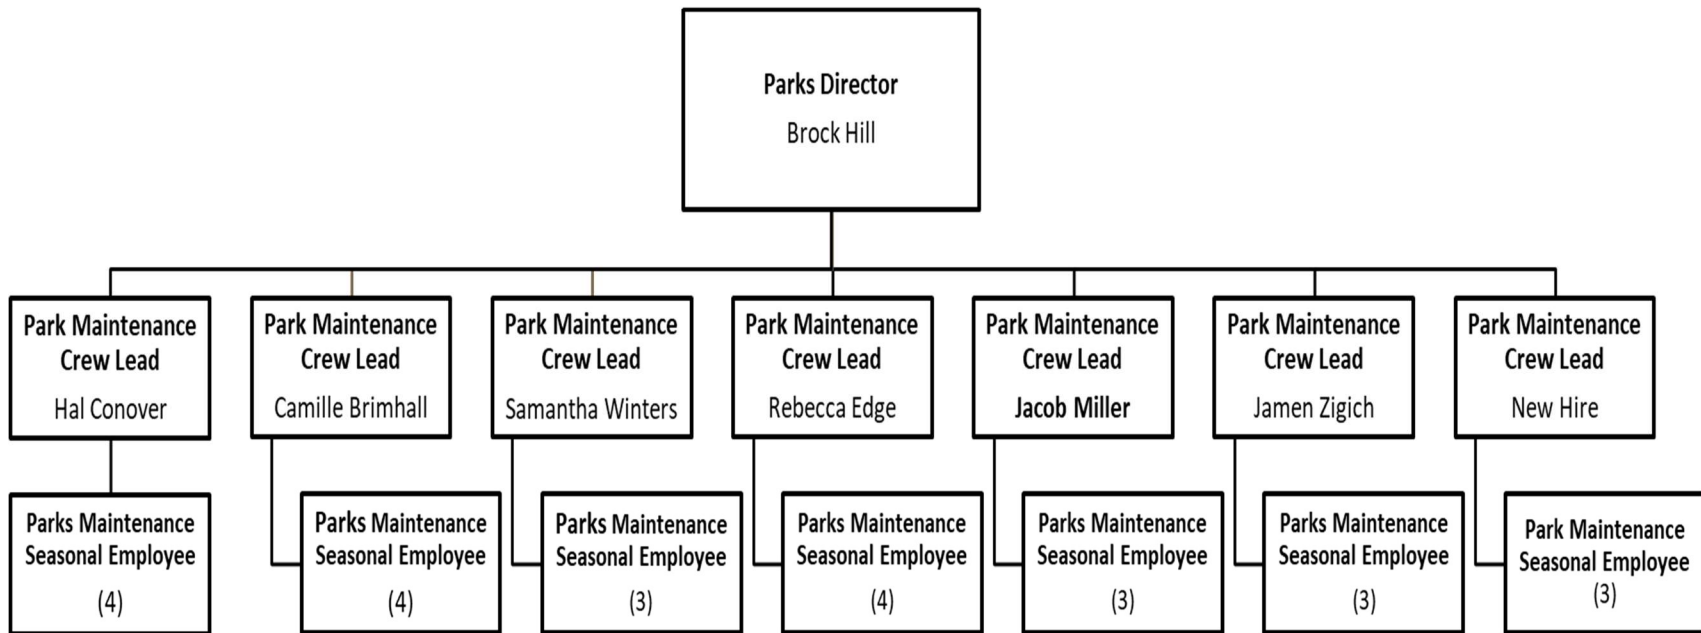 Parks Director
Brock Hill
Park Maintenance
Crew Lead
Hal Conover
Park Maintenance
Crew Lead
Camille Brimhall
Park Maintenance
Crew Lead
Samantha Winters
Park Maintenance
Crew Lead
Rebecca Edge
Park Maintenance
Crew Lead
Jacob Miller
Park Maintenance
Crew Lead
Jamen Zigich
Park Maintenance
Crew Lead
New Hire
Parks Maintenance
Seasonal Employee
(4)
Parks Maintenance
Seasonal Employee
(4)
Parks Maintenance
Seasonal Employee
(3)
Parks Maintenance
Seasonal Employee
(4)
Parks Maintenance
Seasonal Employee
(3)
Parks Maintenance
Seasonal Employee
(3)
Park Maintenance
Seasonal Employee
(3)